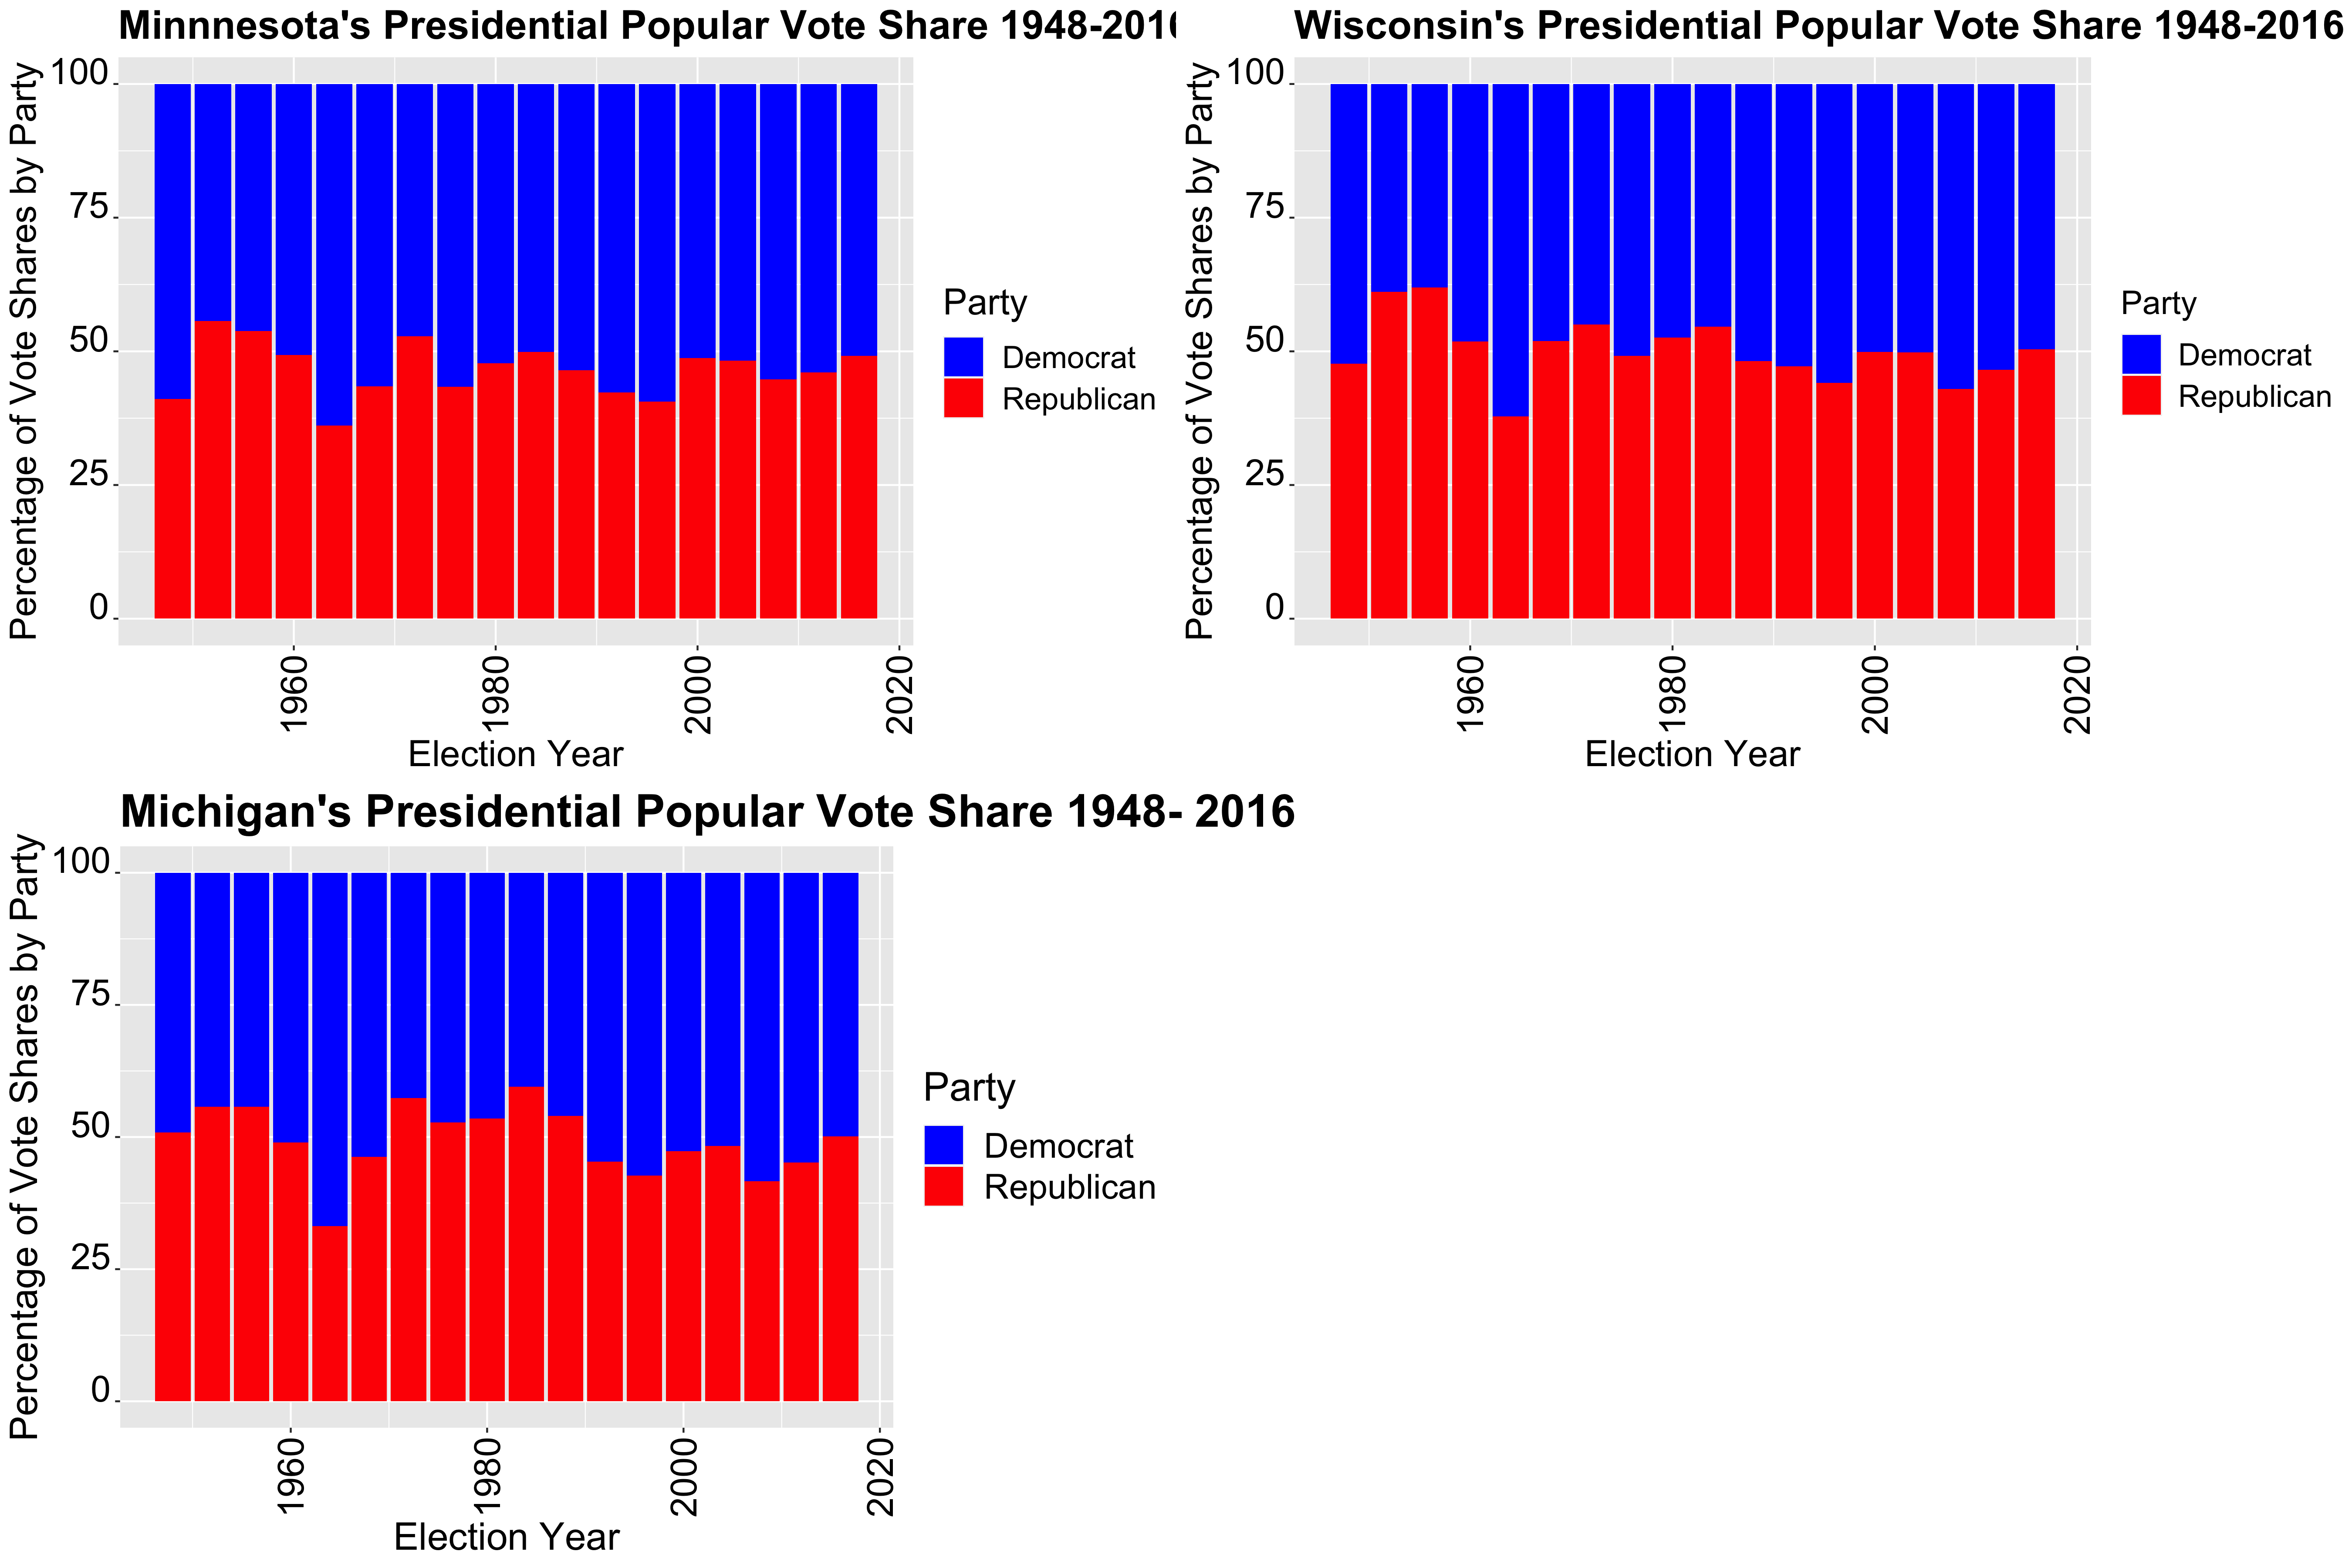 Minnnesota's Presidential Popular Vote Share 1948-2016
Percentage of Vote Shares by Party
100
75
50
25
0
1960
1980
2000
2020
Election Year
Party
Democrat
Republican
Wisconsin's Presidential Popular Vote Share 1948-2016
Percentage of Vote Shares by Party
100
75
50
25
0
1960
1980
2000
2020
Election Year
Party
Democrat
Republican
Michigan's Presidential Popular Vote Share 1948- 2016
Percentage of Vote Shares by Party
100
75
50
25
0
1960
1980
2000
2020
Election Year
Party
Democrat
Republican